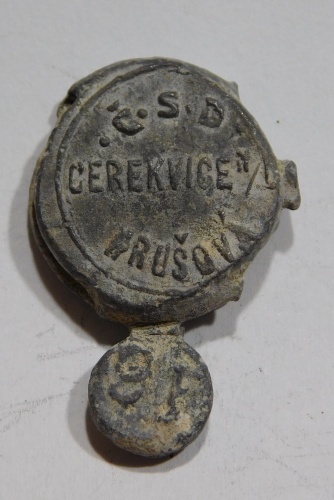 Č.S.D
CEREKVICE N/L
HRUŠOVÁ